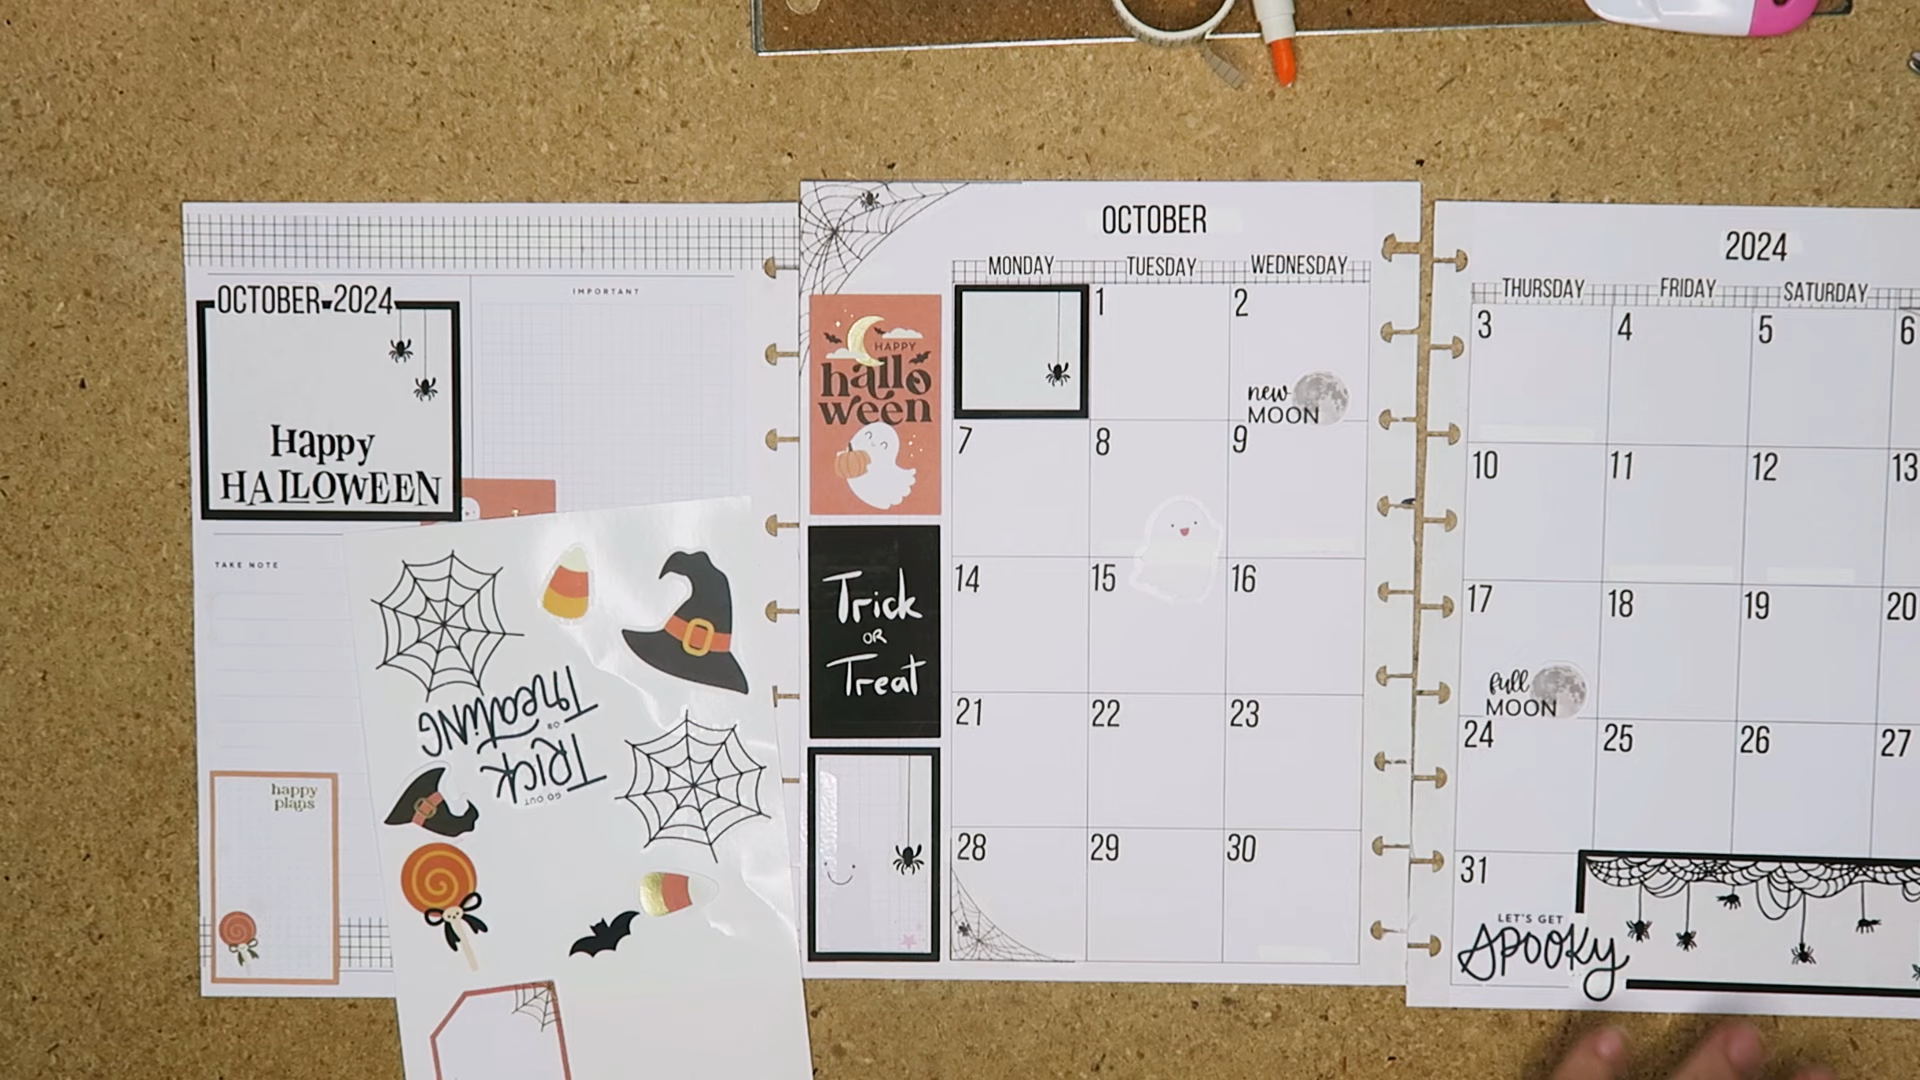 OCTOBER 2024
IMPORTANT
Happy
HALLOWEEN
TAKE NOTE
happy
plans
GO OUT
TRICK
OR
TREATING
OCTOBER
MONDAY TUESDAY WEDNESDAY
HAPPY
hallo
ween
Trick
OR
Treat
1 2
new
MOON
7 8 9
14 15 16
21 22 23
28 29 30
2024
THURSDAY FRIDAY SATURDAY
3 4 5 6
10 11 12 13
17 18 19 20
full
MOON
24 25 26 27
31
LET'S GET
SPOOKY